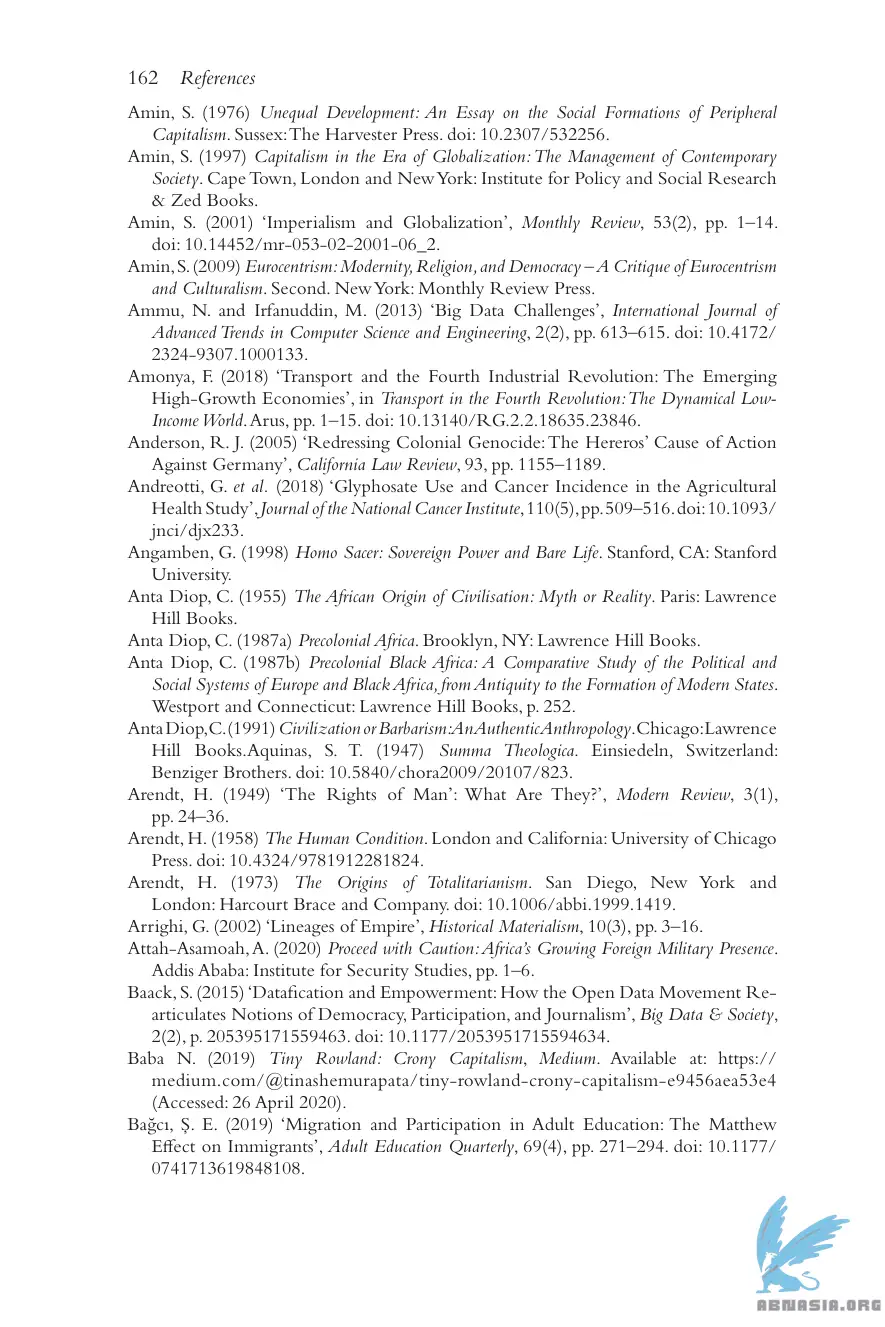 162 References
Amin, S. (1976) Unequal Development: An Essay on the Social Formations of Peripheral
Capitalism. Sussex: The Harvester Press. doi: 10.2307/532256.
Amin, S. (1997) Capitalism in the Era of Globalization: The Management of Contemporary
Society. Cape Town, London and New York: Institute for Policy and Social Research
& Zed Books.
Amin, S. (2001) ‘Imperialism and Globalization’, Monthly Review, 53(2), pp. 1–14.
doi: 10.14452/mr-053-02-2001-06_2.
Amin, S. (2009) Eurocentrism: Modernity, Religion, and Democracy – A Critique of Eurocentrism
and Culturalism. Second. New York: Monthly Review Press.
Ammu, N. and Irfanuddin, M. (2013) ‘Big Data Challenges’, International Journal of
Advanced Trends in Computer Science and Engineering, 2(2), pp. 613–615. doi: 10.4172/
2324-9307.1000133.
Amonya, F. (2018) ‘Transport and the Fourth Industrial Revolution: The Emerging
High-Growth Economies’, in Transport in the Fourth Revolution: The Dynamical Low-
Income World. Arus, pp. 1–15. doi: 10.13140/RG.2.2.18635.23846.
Anderson, R. J. (2005) ‘Redressing Colonial Genocide: The Hereros’ Cause of Action
Against Germany’, California Law Review, 93, pp. 1155–1189.
Andreotti, G. et al. (2018) ‘Glyphosate Use and Cancer Incidence in the Agricultural
Health Study’, Journal of the National Cancer Institute, 110(5), pp. 509–516. doi: 10.1093/
jnci/djx233.
Angamben, G. (1998) Homo Sacer: Sovereign Power and Bare Life. Stanford, CA: Stanford
University.
Anta Diop, C. (1955) The African Origin of Civilisation: Myth or Reality. Paris: Lawrence
Hill Books.
Anta Diop, C. (1987a) Precolonial Africa. Brooklyn, NY: Lawrence Hill Books.
Anta Diop, C. (1987b) Precolonial Black Africa: A Comparative Study of the Political and
Social Systems of Europe and Black Africa, from Antiquity to the Formation of Modern States.
Westport and Connecticut: Lawrence Hill Books, p. 252.
Anta Diop, C. (1991) Civilization or Barbarism: An Authentic Anthropology. Chicago: Lawrence
Hill Books.Aquinas, S. T. (1947) Summa Theologica. Einsiedeln, Switzerland:
Benziger Brothers. doi: 10.5840/chora2009/20107/823.
Arendt, H. (1949) ‘The Rights of Man’: What Are They?’, Modern Review, 3(1),
pp. 24–36.
Arendt, H. (1958) The Human Condition. London and California: University of Chicago
Press. doi: 10.4324/9781912281824.
Arendt, H. (1973) The Origins of Totalitarianism. San Diego, New York and
London: Harcourt Brace and Company. doi: 10.1006/abbi.1999.1419.
Arrighi, G. (2002) ‘Lineages of Empire’, Historical Materialism, 10(3), pp. 3–16.
Attah-Asamoah, A. (2020) Proceed with Caution: Africa’s Growing Foreign Military Presence.
Addis Ababa: Institute for Security Studies, pp. 1–6.
Baack, S. (2015) ‘Datafication and Empowerment: How the Open Data Movement Re-
articulates Notions of Democracy, Participation, and Journalism’, Big Data & Society,
2(2), p. 205395171559463. doi: 10.1177/2053951715594634.
Baba N. (2019) Tiny Rowland: Crony Capitalism, Medium. Available at: https://
medium.com/@tinashemurapata/tiny-rowland-crony-capitalism-e9456aea53e4
(Accessed: 26 April 2020).
Bağcı, Ş. E. (2019) ‘Migration and Participation in Adult Education: The Matthew
Effect on Immigrants’, Adult Education Quarterly, 69(4), pp. 271–294. doi: 10.1177/
0741713619848108.
ABNASIA.ORG